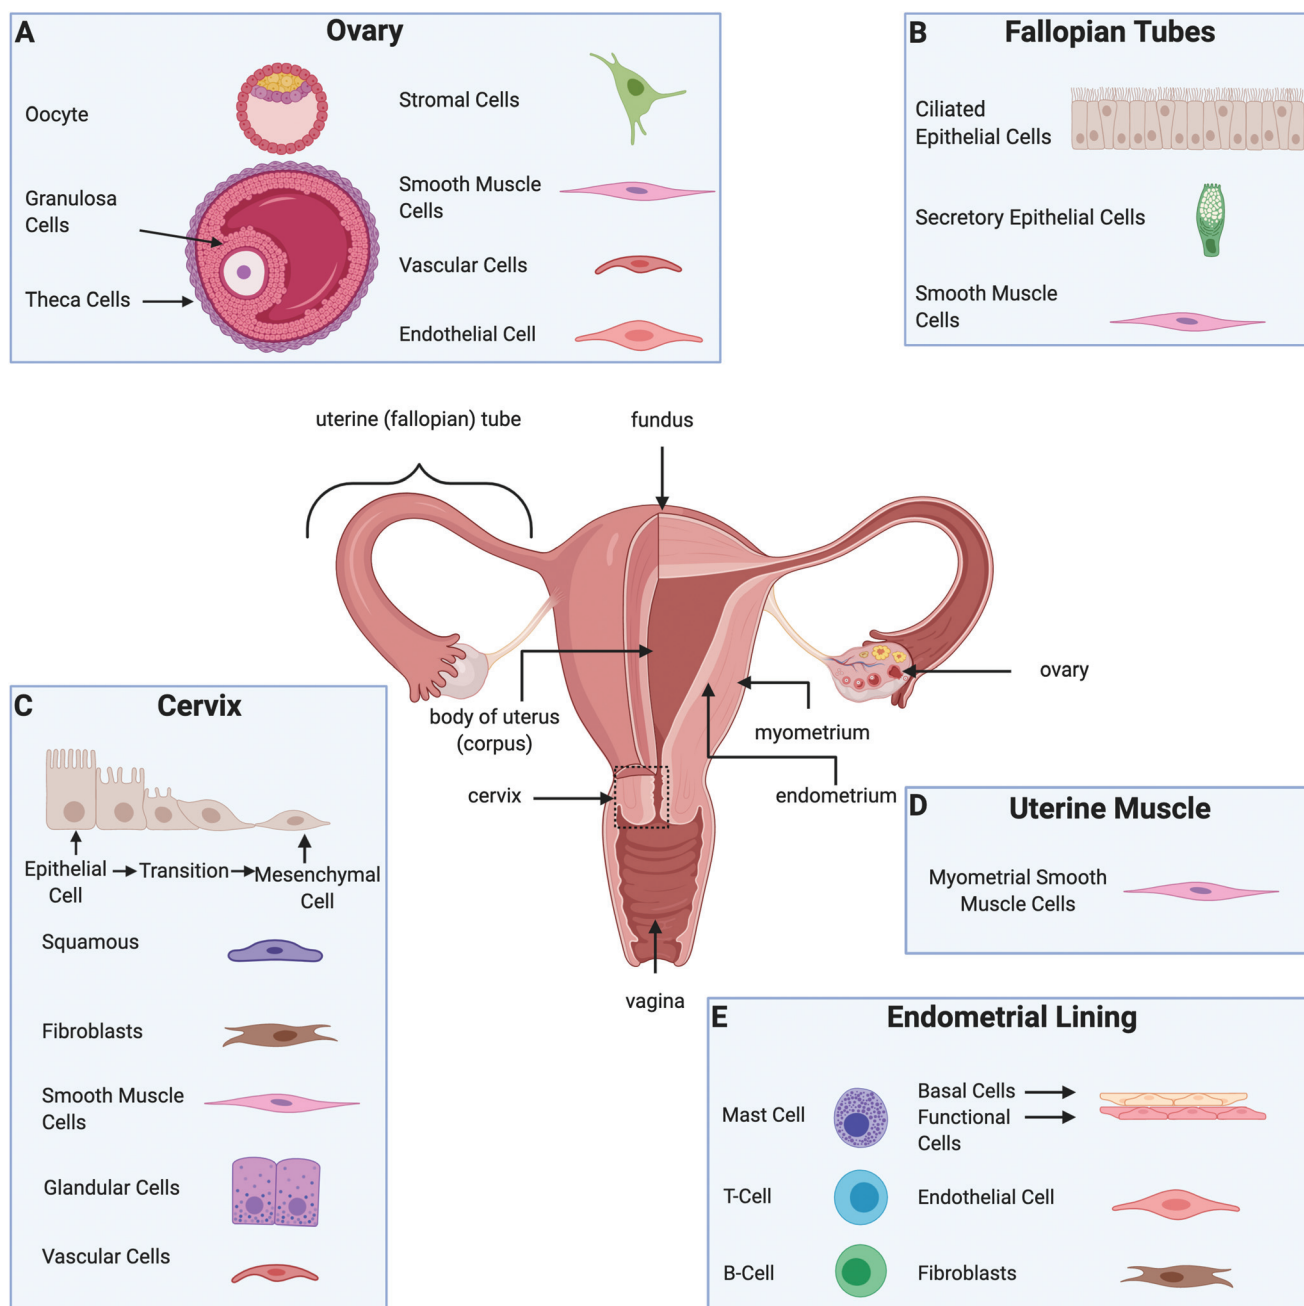 A
Ovary
Oocyte
Granulosa
Cells
Theca Cells
Stromal Cells
Smooth Muscle
Cells
Vascular Cells
Endothelial Cell
B
Fallopian Tubes
Ciliated
Epithelial Cells
Secretory Epithelial Cells
Smooth Muscle
Cells
uterine (fallopian) tube
fundus
ovary
body of uterus
(corpus)
myometrium
cervix
endometrium
vagina
C
Cervix
Epithelial
Cell
Transition
Mesenchymal
Cell
Squamous
Fibroblasts
Smooth Muscle
Cells
Glandular Cells
Vascular Cells
D
Uterine Muscle
Myometrial Smooth
Muscle Cells
E
Endometrial Lining
Mast Cell
T-Cell
B-Cell
Basal Cells
Functional
Cells
Endothelial Cell
Fibroblasts